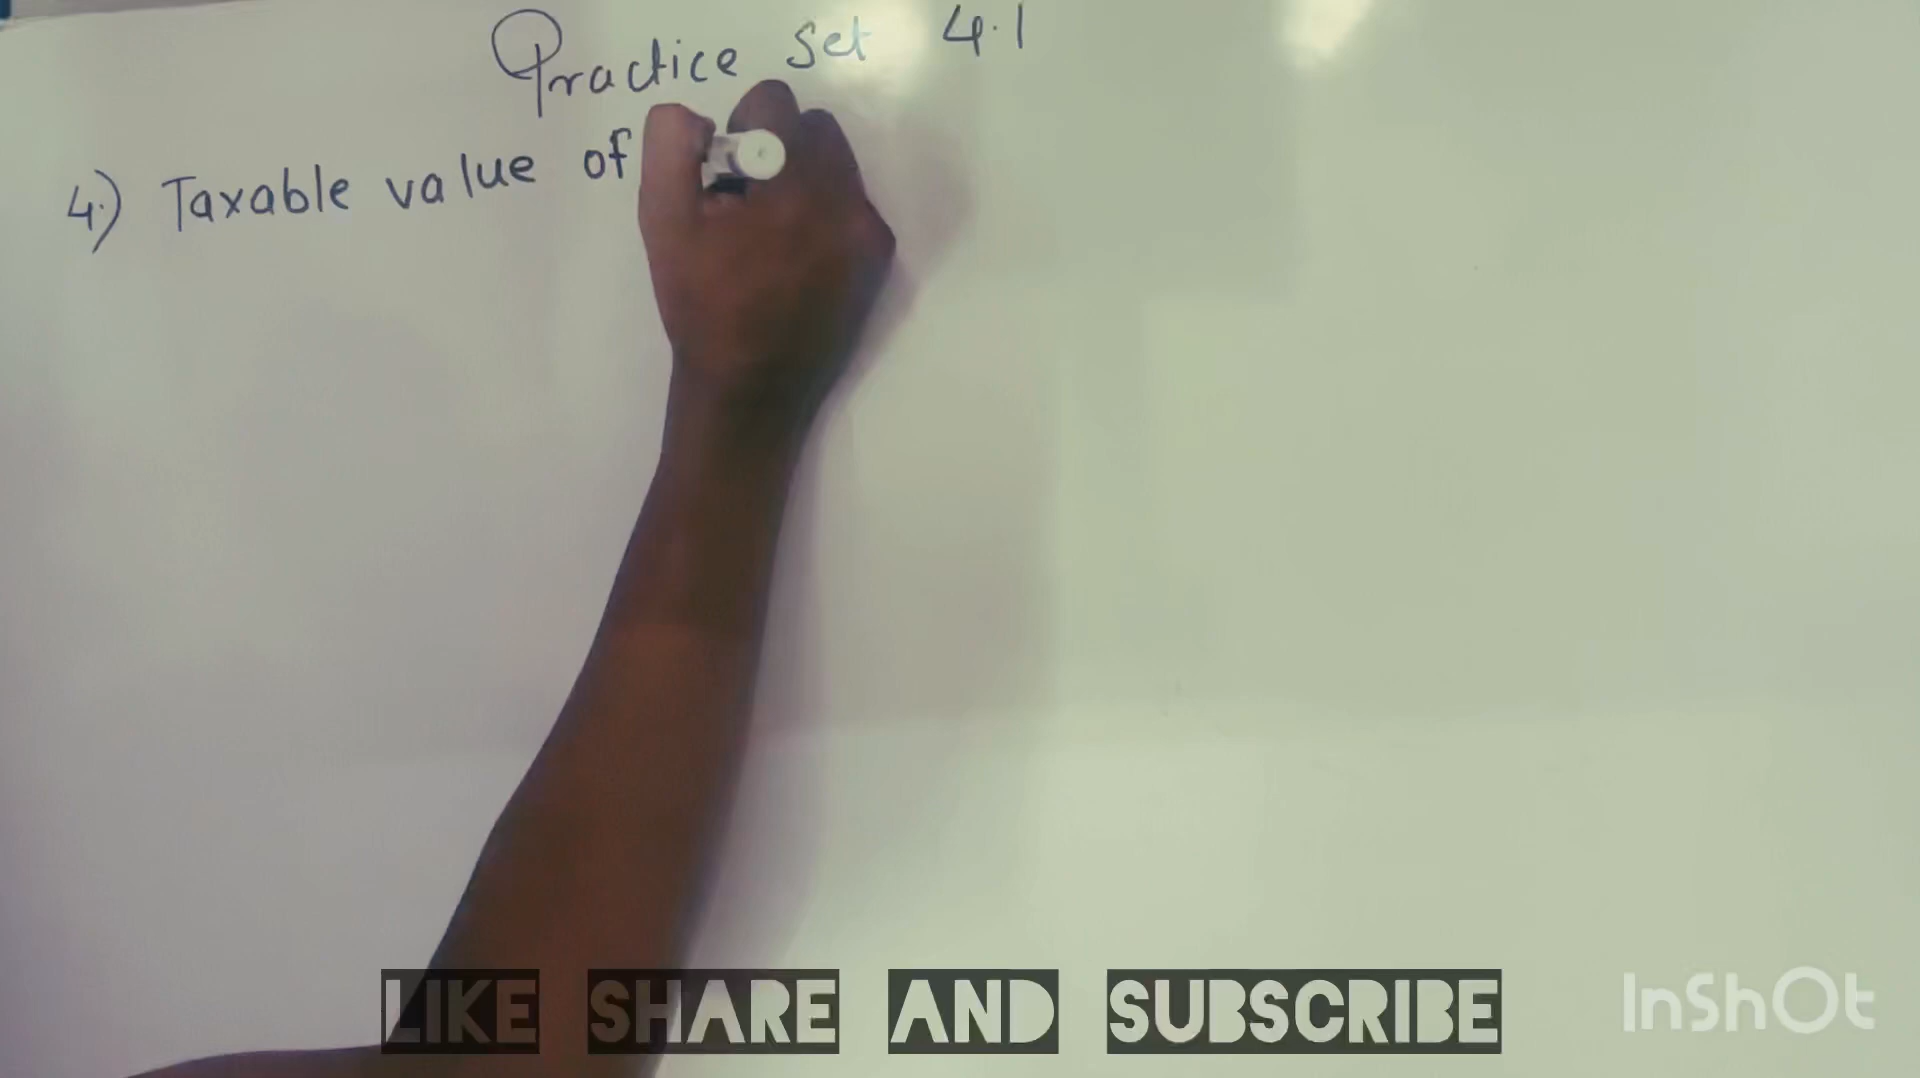 Practice Set 4.1
4.) Taxable value of
LIKE SHARE AND SUBSCRIBE
InShOt